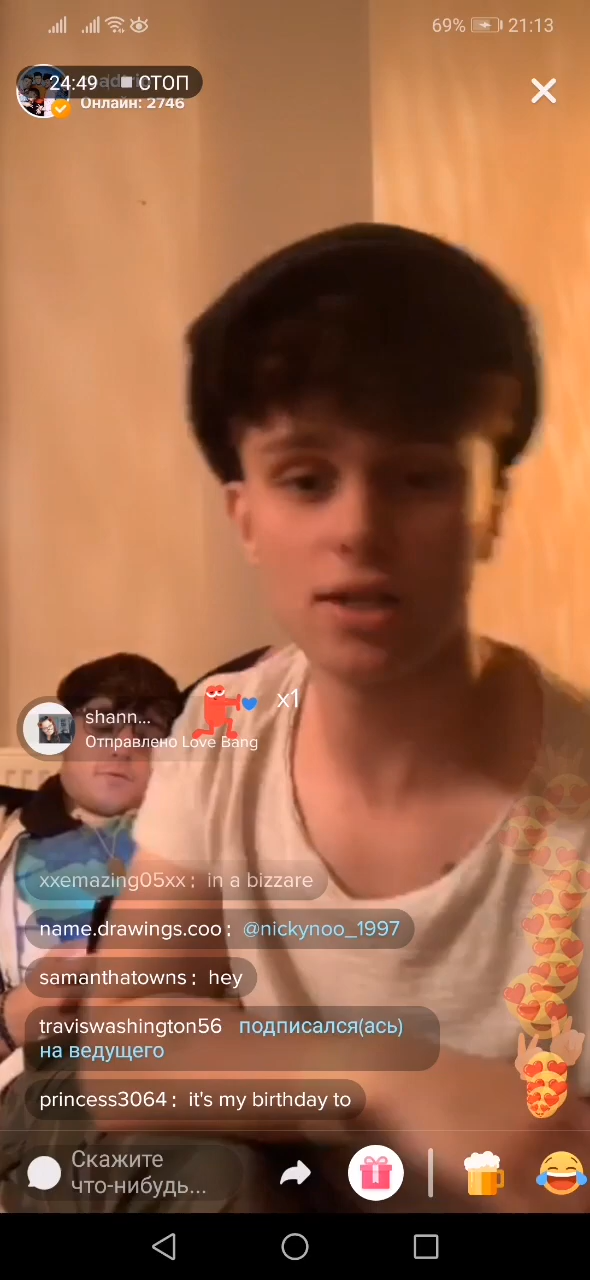 69% 21:13
24:49 СТОП
Онлайн: 2746
x1
shann...
Отправлено Love Bang
xxemazing05xx : in a bizzare
name.drawings.coo : @nickynoo_1997
samanthatowns : hey
traviswashington56 подписался(ась)
на ведущего
princess3064 : it's my birthday to
Скажите
что-нибудь...